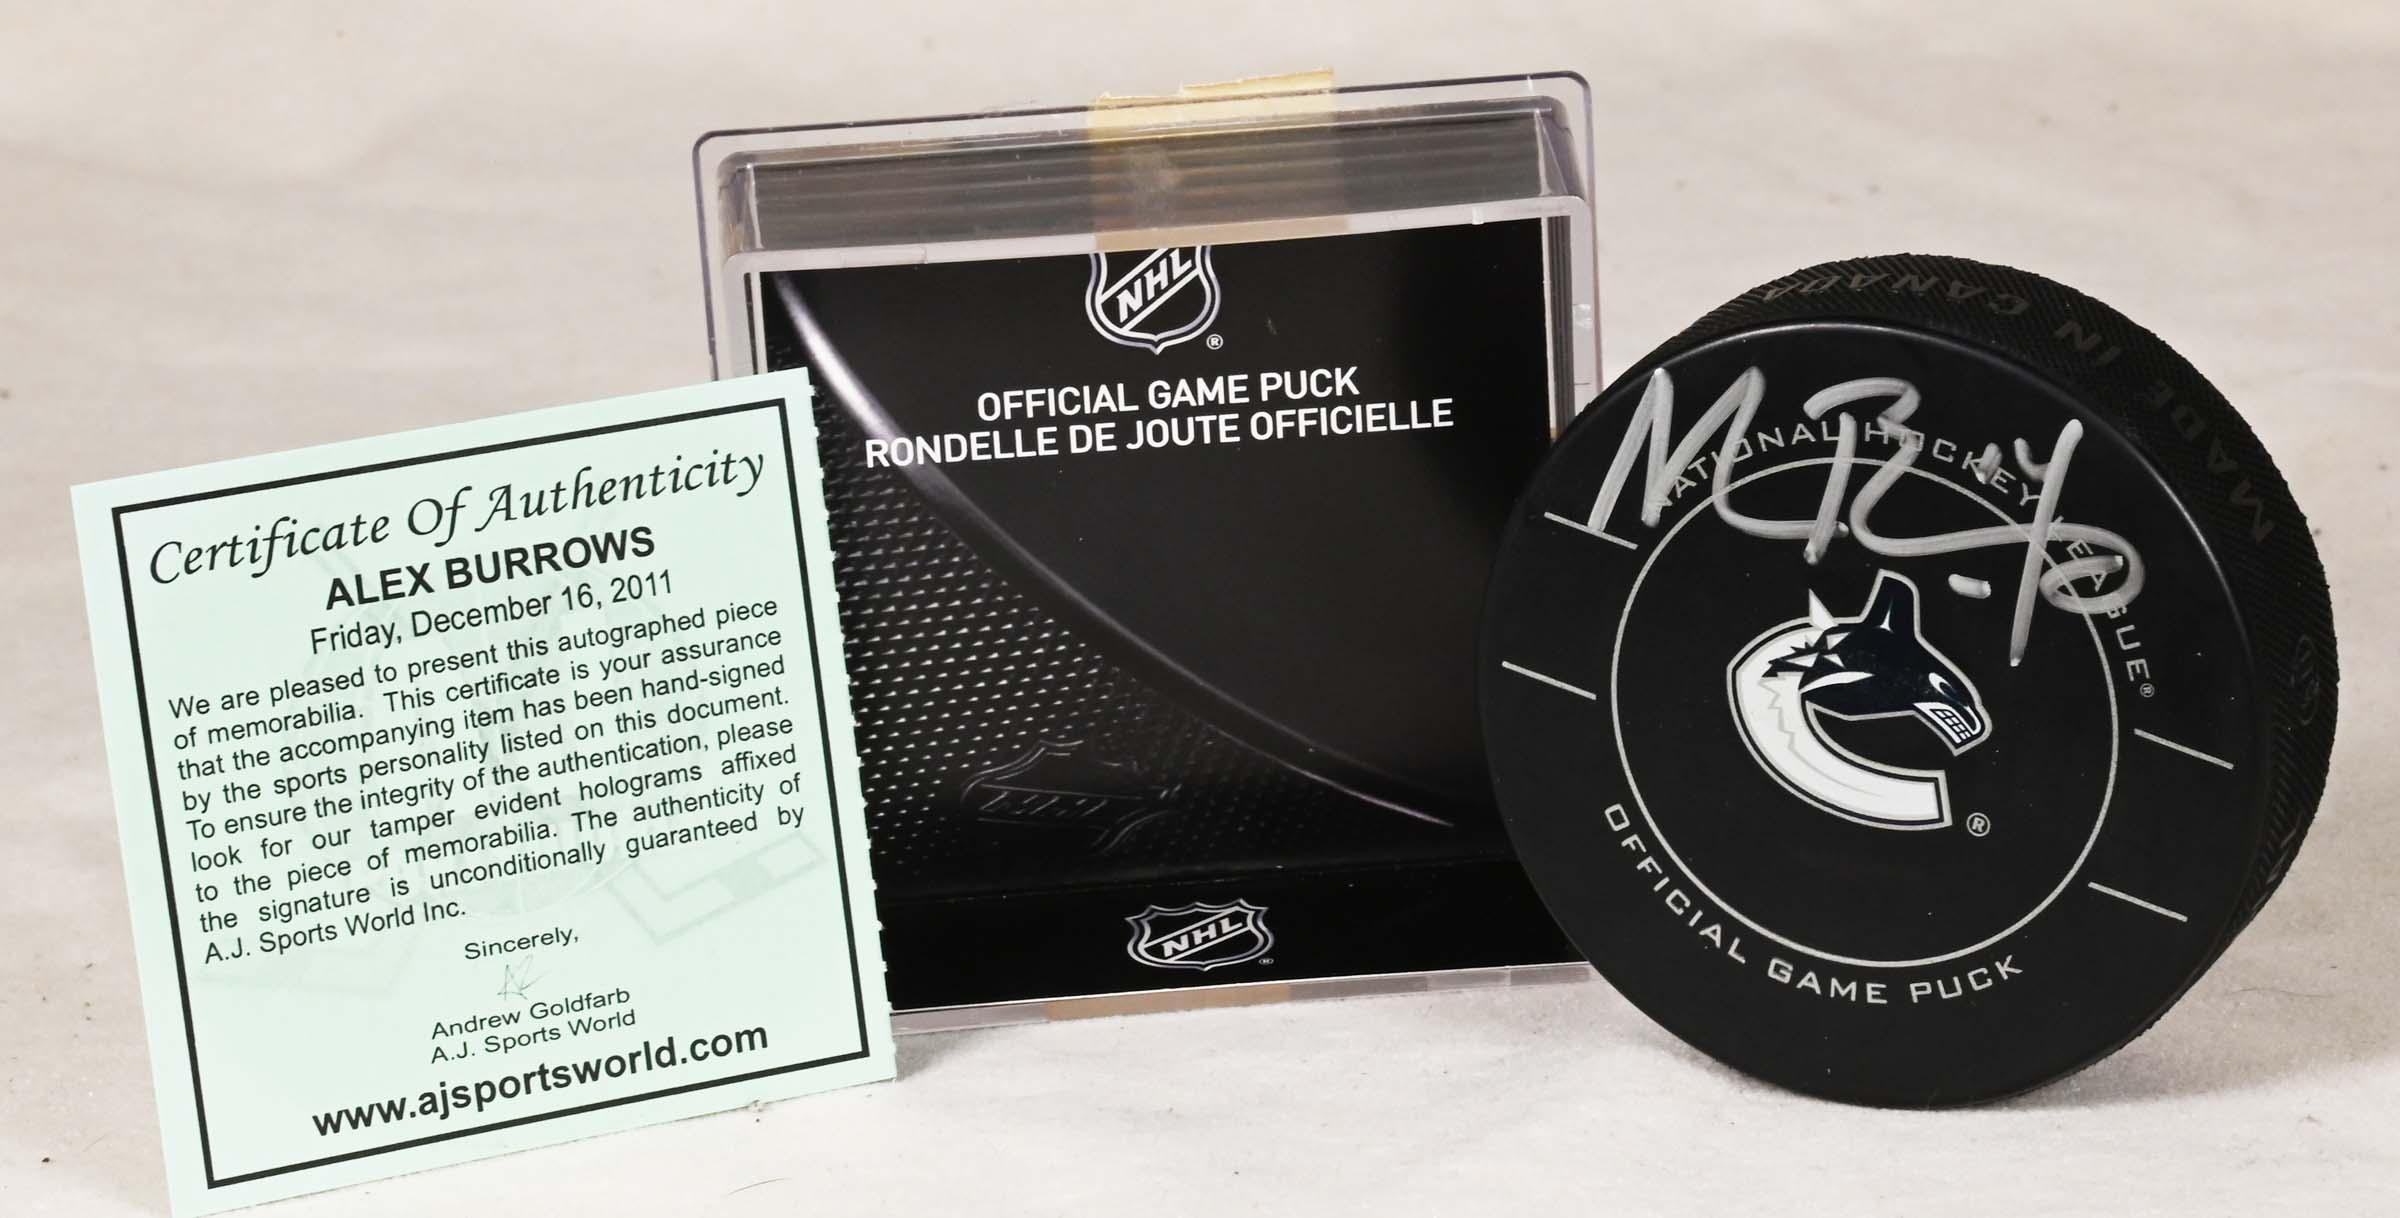 Certificate Of Authenticity
ALEX BURROWS
Friday, December 16, 2011
We are pleased to present this autographed piece
of memorabilia. This certificate is your assurance
that the accompanying item has been hand-signed
by the sports personality listed on this document.
To ensure the integrity of the authentication, please
look for our tamper evident holograms affixed
to the piece of memorabilia. The authenticity of
the signature is unconditionally guaranteed by
A.J. Sports World Inc.
Sincerely,
Andrew Goldfarb
A.J. Sports World
www.ajsportsworld.com
NHL
®
OFFICIAL GAME PUCK
RONDELLE DE JOUTE OFFICIELLE
NHL
NHL
®
MADE IN CANADA
NATIONAL HOCKEY LEAGUE®
®
OFFICIAL GAME PUCK